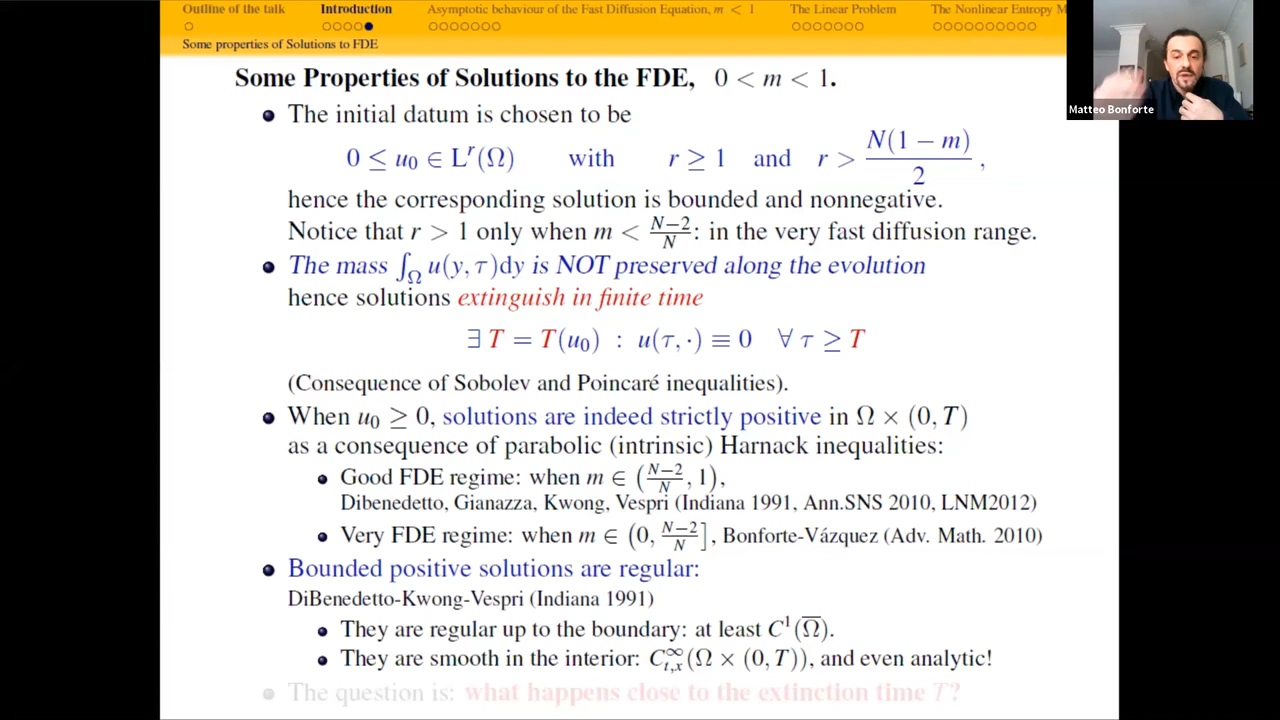 Outline of the talk Introduction Asymptotic behaviour of the Fast Diffusion Equation, m < 1 The Linear Problem The Nonlinear Entropy M
Some properties of Solutions to FDE
Matteo Bonforte
Some Properties of Solutions to the FDE, 0 < m < 1.
The initial datum is chosen to be
0 ≤ u₀ ∈ Lʳ(Ω) with r ≥ 1 and r > N(1 − m)/2 ,
hence the corresponding solution is bounded and nonnegative.
Notice that r > 1 only when m < (N−2)/N: in the very fast diffusion range.
The mass ∫_Ω u(y, τ)dy is NOT preserved along the evolution
hence solutions extinguish in finite time
∃ T = T(u₀) : u(τ, ·) ≡ 0 ∀ τ ≥ T
(Consequence of Sobolev and Poincaré inequalities).
When u₀ ≥ 0, solutions are indeed strictly positive in Ω × (0, T)
as a consequence of parabolic (intrinsic) Harnack inequalities:
Good FDE regime: when m ∈ ((N−2)/N, 1),
Dibenedetto, Gianazza, Kwong, Vespri (Indiana 1991, Ann.SNS 2010, LNM2012)
Very FDE regime: when m ∈ (0, (N−2)/N], Bonforte-Vázquez (Adv. Math. 2010)
Bounded positive solutions are regular:
DiBenedetto-Kwong-Vespri (Indiana 1991)
They are regular up to the boundary: at least C¹(Ω̅).
They are smooth in the interior: C^∞_{t,x}(Ω × (0, T)), and even analytic!
The question is: what happens close to the extinction time T?